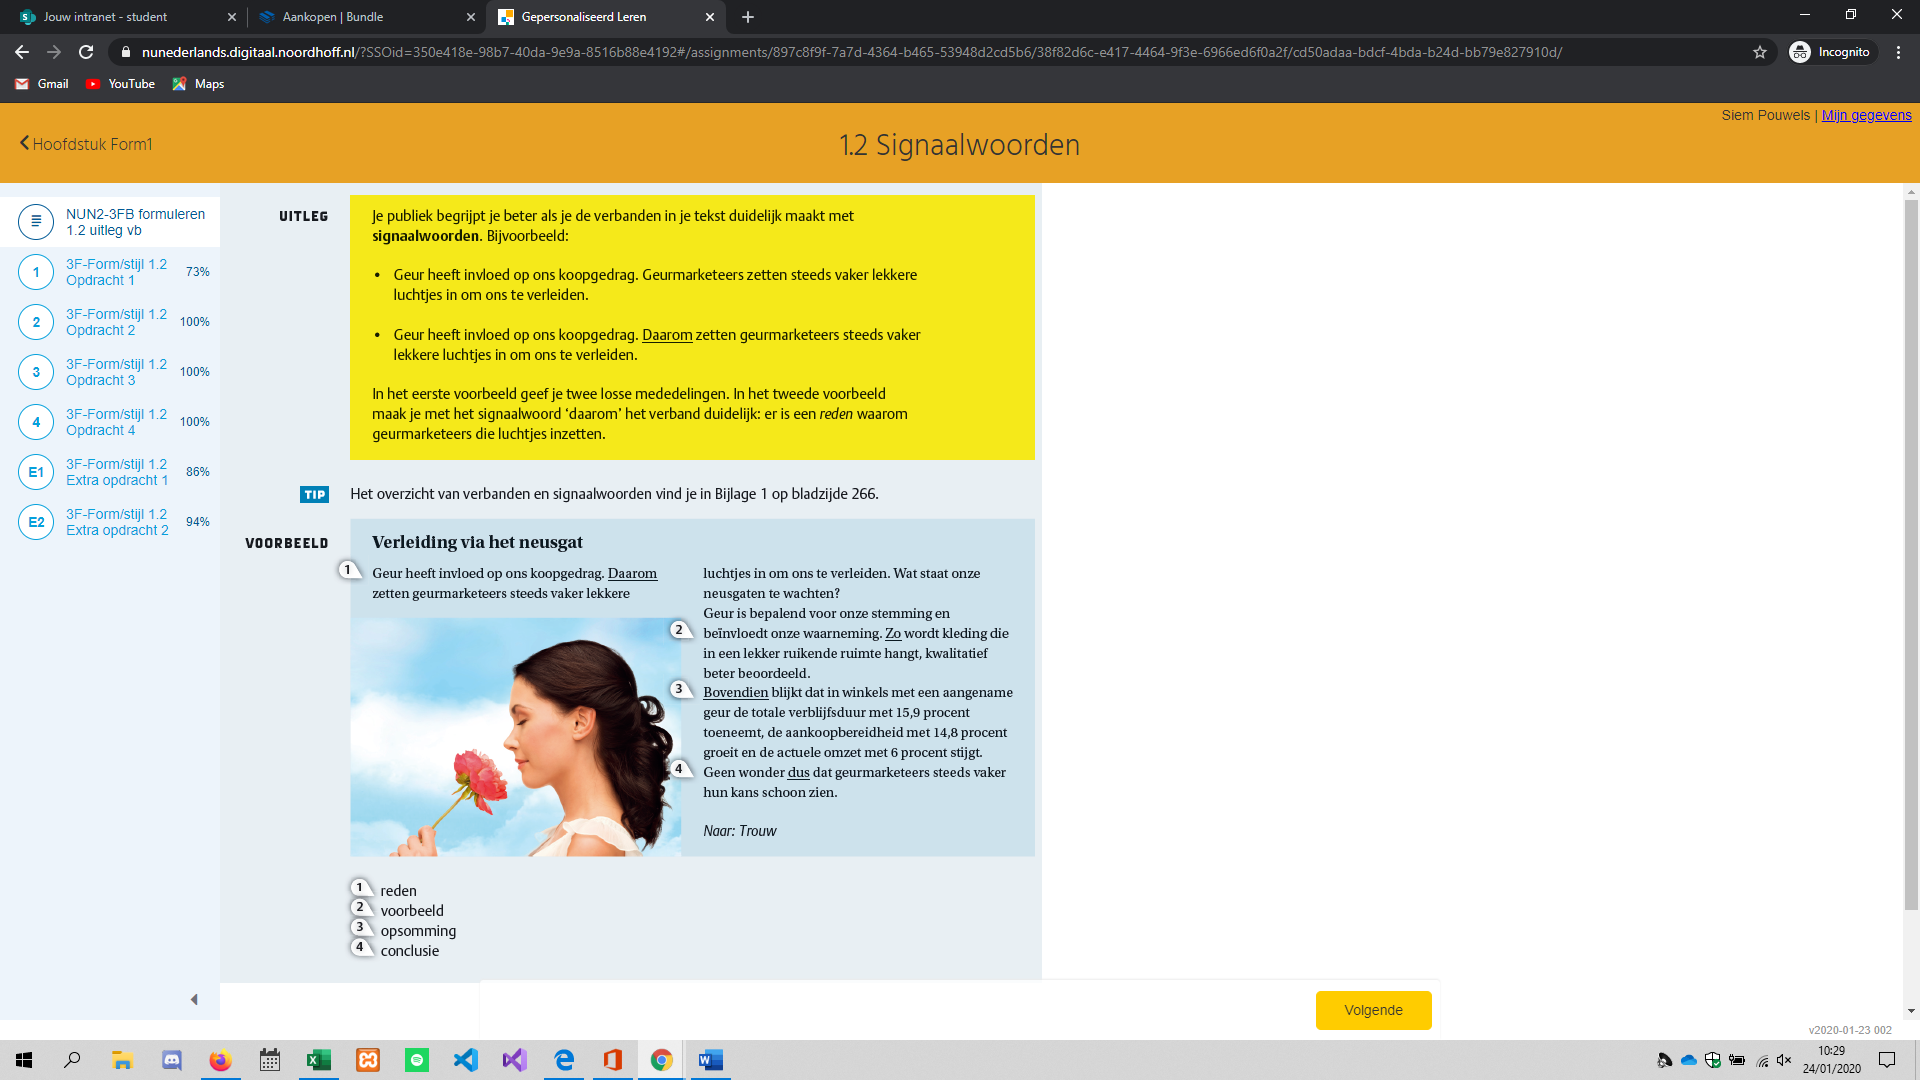 Jouw intranet - student
Aankopen | Bundle
Gepersonaliseerd Leren
nunederlands.digitaal.noordhoff.nl/?SSOid=350e418e-98b7-40da-9e9a-8516b88e4192#/assignments/897c8f9f-7a7d-4364-b465-53948d2cd5b6/38f82d6c-e417-4464-9f3e-6966ed6f0a2f/cd50adaa-bdcf-4bda-b24d-bb79e827910d/
Incognito
Gmail
YouTube
Maps
Siem Pouwels | Mijn gegevens
Hoofdstuk Form1
1.2 Signaalwoorden
NUN2-3FB formuleren
1.2 uitleg vb
1
3F-Form/stijl 1.2
Opdracht 1
73%
2
3F-Form/stijl 1.2
Opdracht 2
100%
3
3F-Form/stijl 1.2
Opdracht 3
100%
4
3F-Form/stijl 1.2
Opdracht 4
100%
E1
3F-Form/stijl 1.2
Extra opdracht 1
86%
E2
3F-Form/stijl 1.2
Extra opdracht 2
94%
UITLEG
Je publiek begrijpt je beter als je de verbanden in je tekst duidelijk maakt met
signaalwoorden. Bijvoorbeeld:
• Geur heeft invloed op ons koopgedrag. Geurmarketeers zetten steeds vaker lekkere
luchtjes in om ons te verleiden.
• Geur heeft invloed op ons koopgedrag. Daarom zetten geurmarketeers steeds vaker
lekkere luchtjes in om ons te verleiden.
In het eerste voorbeeld geef je twee losse mededelingen. In het tweede voorbeeld
maak je met het signaalwoord ‘daarom’ het verband duidelijk: er is een reden waarom
geurmarketeers die luchtjes inzetten.
TIP
Het overzicht van verbanden en signaalwoorden vind je in Bijlage 1 op bladzijde 266.
VOORBEELD
Verleiding via het neusgat
1
Geur heeft invloed op ons koopgedrag. Daarom
zetten geurmarketeers steeds vaker lekkere
luchtjes in om ons te verleiden. Wat staat onze
neusgaten te wachten?
Geur is bepalend voor onze stemming en
2
beïnvloedt onze waarneming. Zo wordt kleding die
in een lekker ruikende ruimte hangt, kwalitatief
beter beoordeeld.
3
Bovendien blijkt dat in winkels met een aangename
geur de totale verblijfsduur met 15,9 procent
toeneemt, de aankoopbereidheid met 14,8 procent
groeit en de actuele omzet met 6 procent stijgt.
4
Geen wonder dus dat geurmarketeers steeds vaker
hun kans schoon zien.
Naar: Trouw
1 reden
2 voorbeeld
3 opsomming
4 conclusie
Volgende
v2020-01-23 002
10:29
24/01/2020